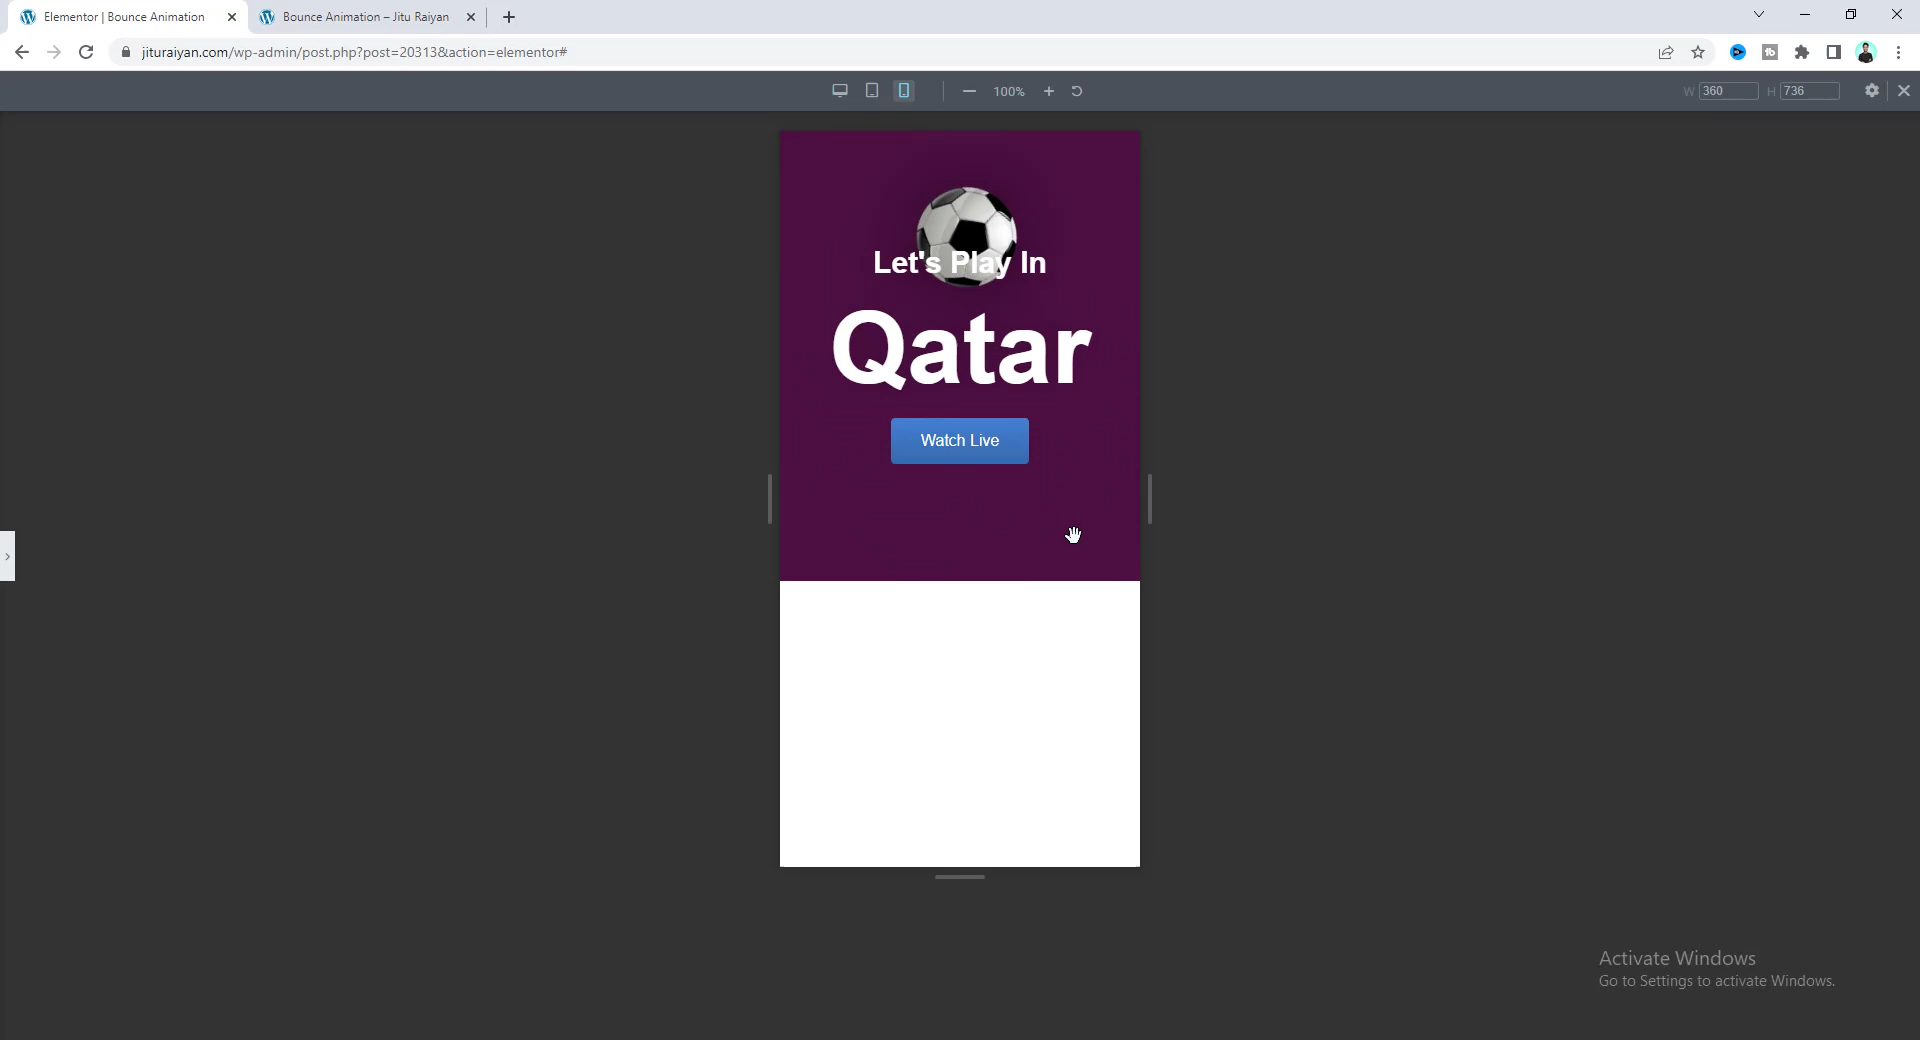 Elementor | Bounce Animation
Bounce Animation – Jitu Raiyan
jituraiyan.com/wp-admin/post.php?post=20313&action=elementor#
100%
W 360 H 736
Let's Play In
Qatar
Watch Live
Activate Windows
Go to Settings to activate Windows.